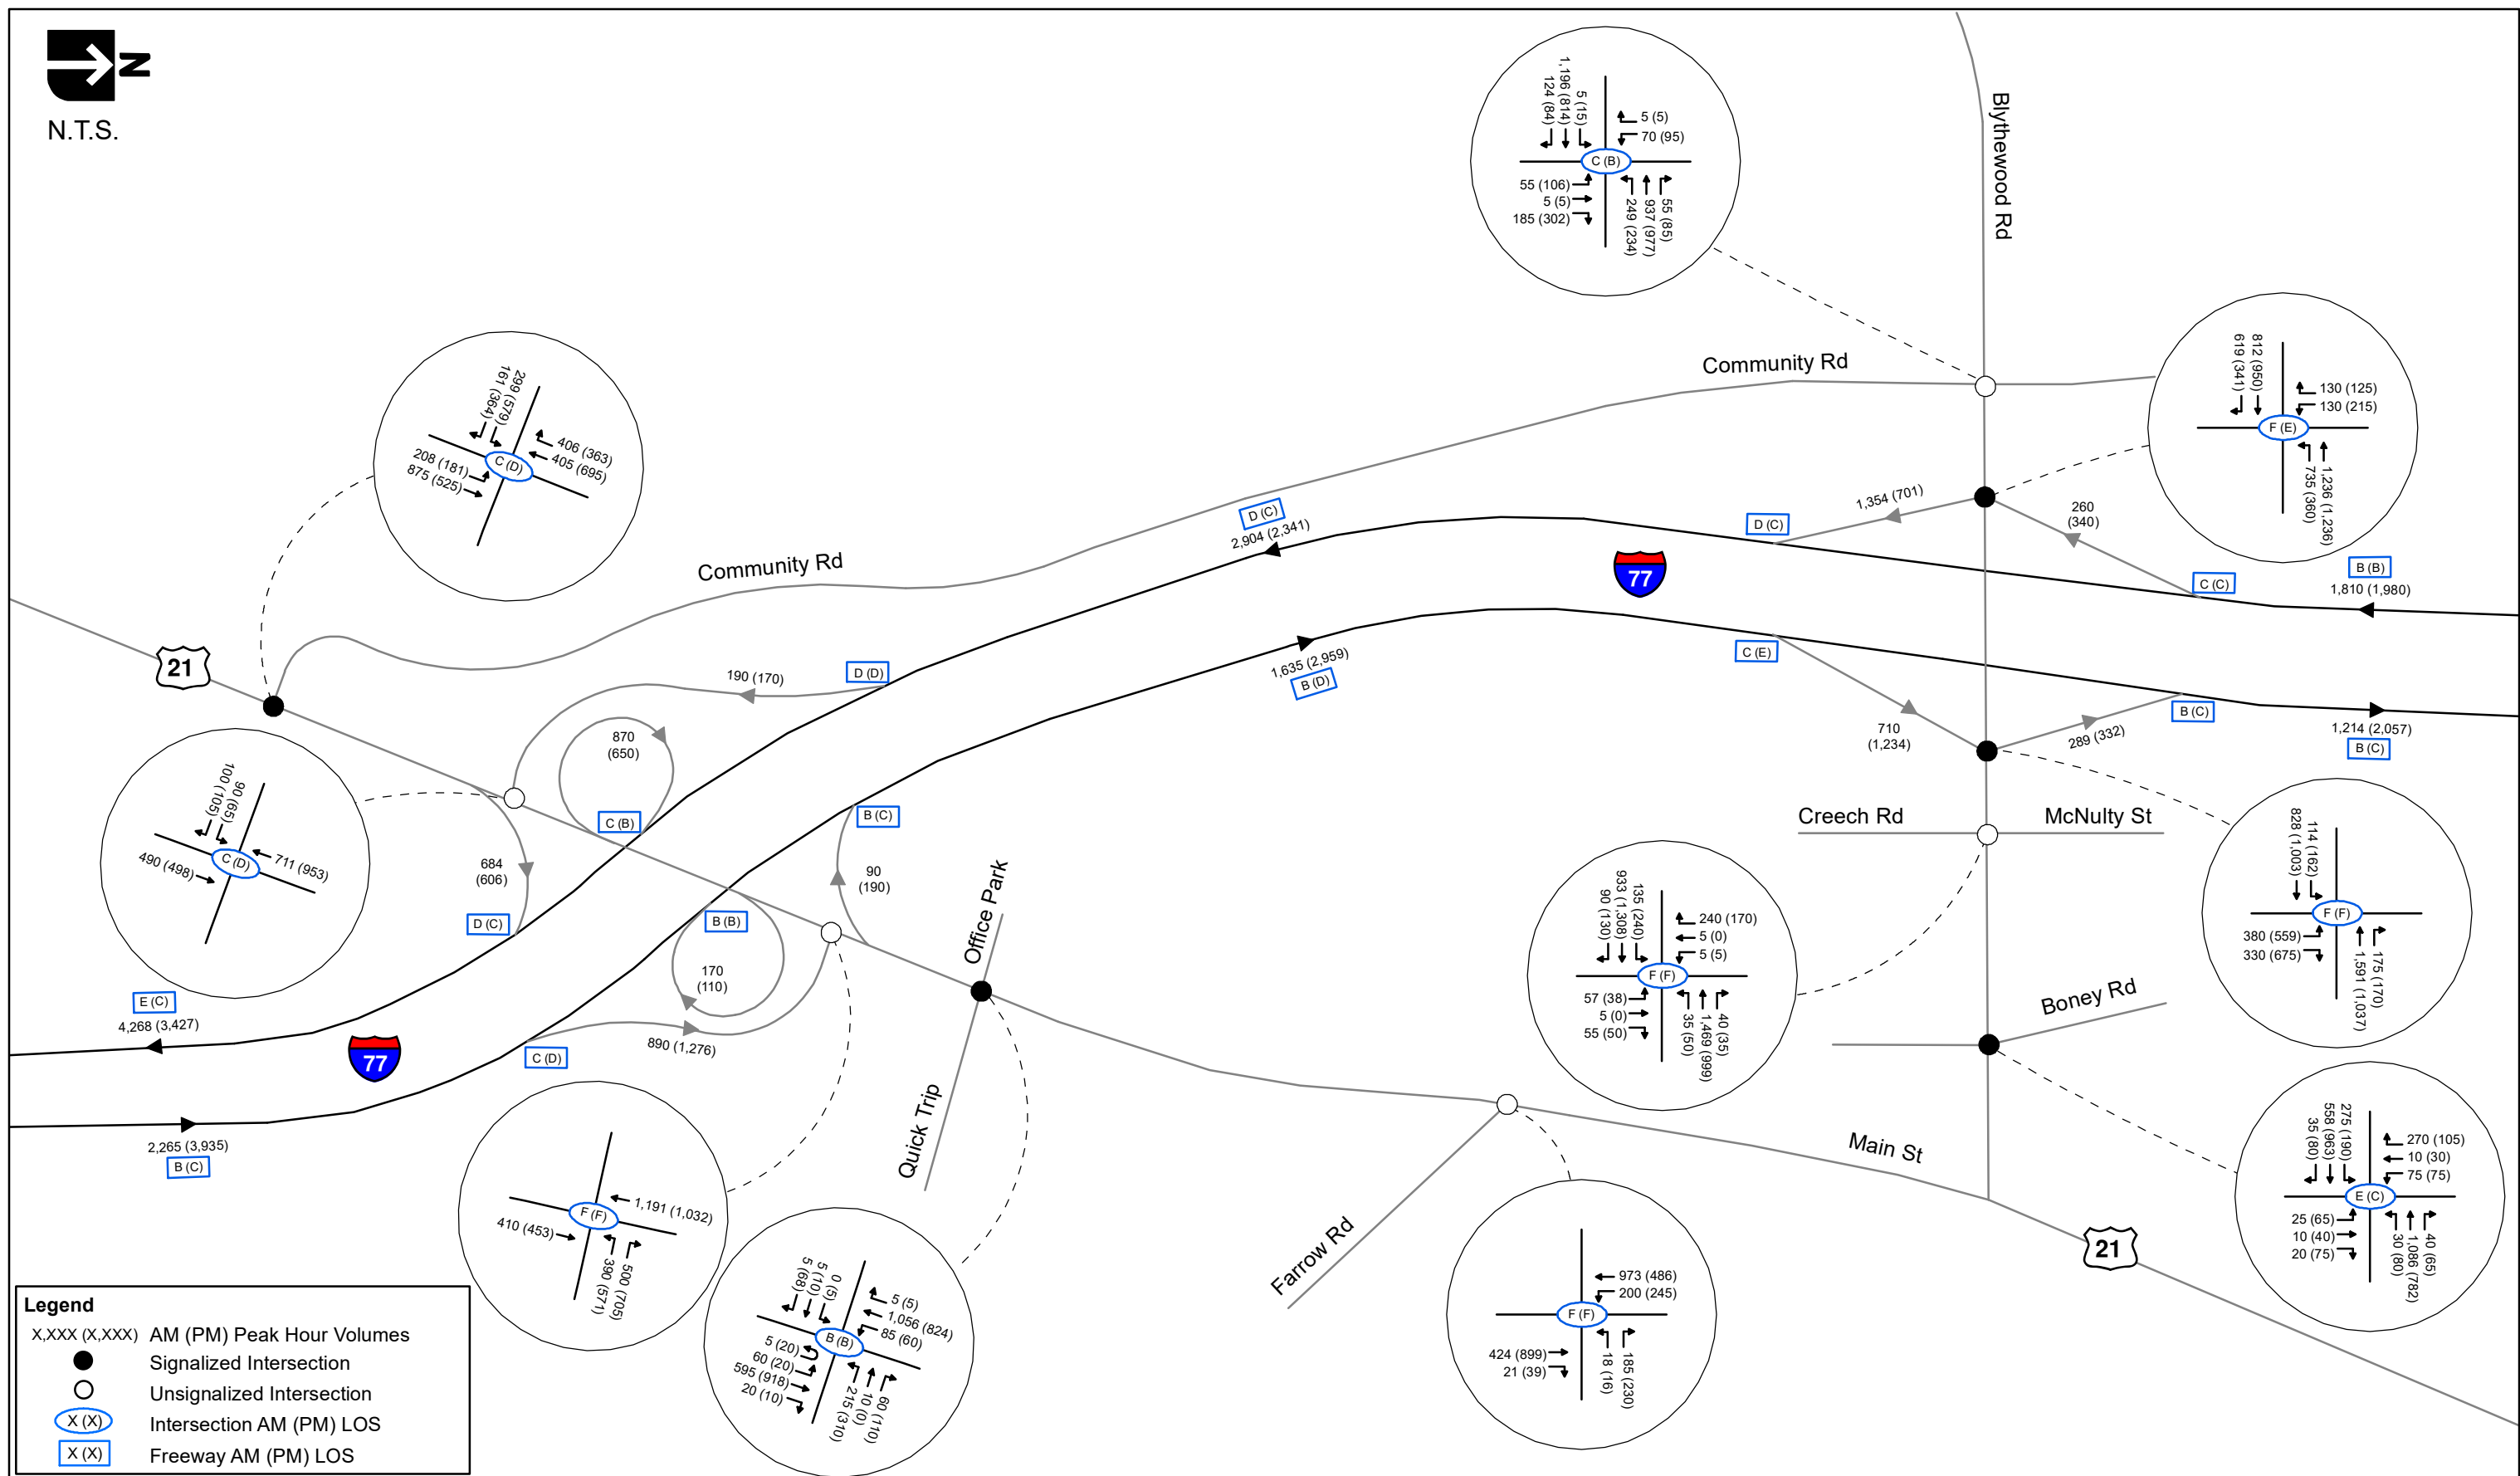 N
N.T.S.
1,196 (814)
124 (84)
5 (15)
5 (5)
70 (95)
C (B)
55 (106)
5 (5)
185 (302)
249 (234)
937 (977)
55 (85)
Blythewood Rd
Community Rd
619 (341)
812 (950)
130 (125)
130 (215)
F (E)
735 (360)
1,236 (1,236)
161 (364)
299 (579)
406 (363)
405 (695)
C (D)
208 (181)
875 (525)
Community Rd
D (C)
2,904 (2,341)
D (C)
1,354 (701)
260
(340)
77
C (C)
B (B)
1,810 (1,980)
21
190 (170)
D (D)
1,635 (2,959)
B (D)
C (E)
710
(1,234)
289 (332)
B (C)
1,214 (2,057)
B (C)
870
(650)
C (B)
B (C)
100 (105)
90 (65)
711 (953)
C (D)
490 (498)
684
(606)
D (C)
90
(190)
B (B)
170
(110)
Office Park
Creech Rd
McNulty St
828 (1,003)
114 (162)
F (F)
380 (559)
330 (675)
1,591 (1,037)
175 (170)
90 (130)
933 (1,308)
135 (240)
240 (170)
5 (0)
5 (5)
F (F)
57 (38)
5 (0)
55 (50)
35 (50)
1,469 (999)
40 (35)
Boney Rd
E (C)
4,268 (3,427)
77
C (D)
890 (1,276)
2,265 (3,935)
B (C)
Quick Trip
Main St
Farrow Rd
21
35 (80)
558 (963)
275 (190)
270 (105)
10 (30)
75 (75)
E (C)
25 (65)
10 (40)
20 (75)
30 (80)
1,086 (782)
40 (65)
1,191 (1,032)
F (F)
410 (453)
390 (571)
500 (705)
5 (68)
5 (10)
0 (5)
5 (5)
1,056 (824)
85 (60)
B (B)
5 (20)
60 (20)
595 (918)
20 (10)
215 (310)
10 (0)
60 (110)
973 (486)
200 (245)
F (F)
424 (899)
21 (39)
18 (16)
185 (230)
Legend
X,XXX (X,XXX) AM (PM) Peak Hour Volumes
Signalized Intersection
Unsignalized Intersection
X (X) Intersection AM (PM) LOS
X (X) Freeway AM (PM) LOS